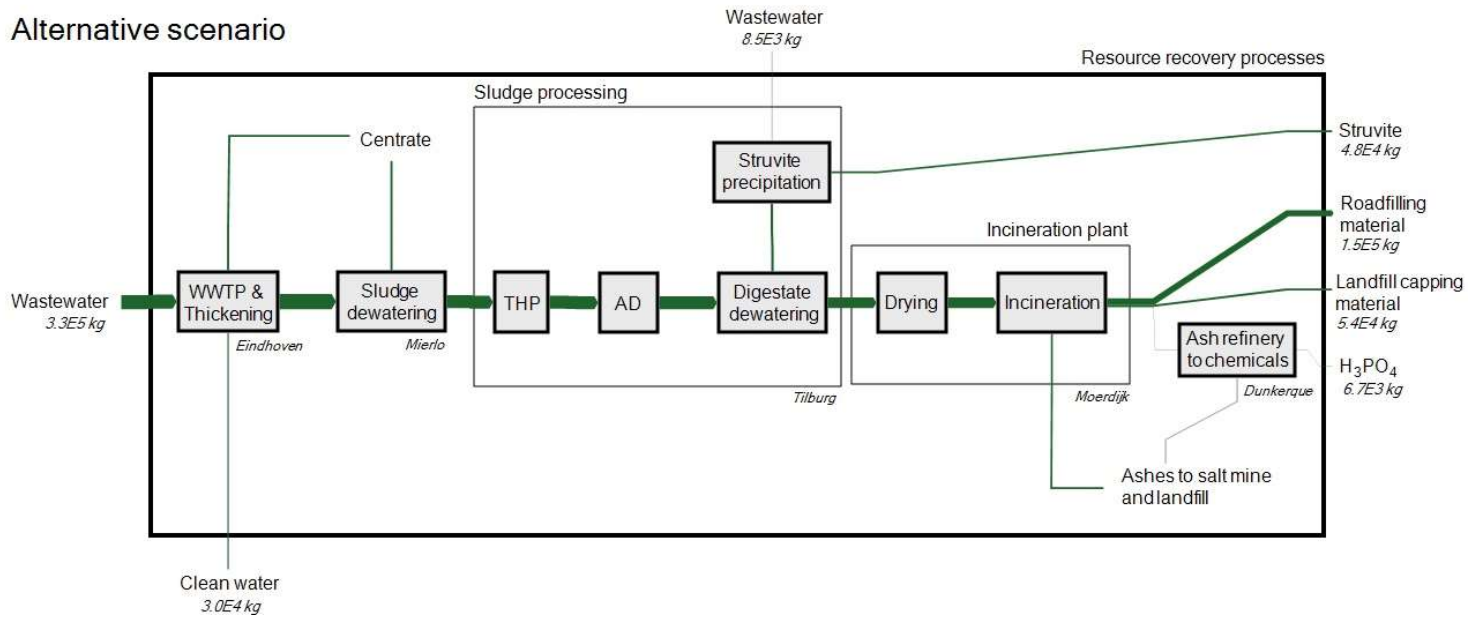 Alternative scenario
Wastewater
8.5E3 kg
Resource recovery processes
Sludge processing
Centrate
Struvite
4.8E4 kg
Struvite
precipitation
Roadfilling
material
1.5E5 kg
Incineration plant
Wastewater
3.3E5 kg
WWTP &
Thickening
Eindhoven
Sludge
dewatering
Mierlo
THP
AD
Digestate
dewatering
Tilburg
Drying
Incineration
Moerdijk
Landfill capping
material
5.4E4 kg
Ash refinery
to chemicals
Dunkerque
H₃PO₄
6.7E3 kg
Ashes to salt mine
and landfill
Clean water
3.0E4 kg